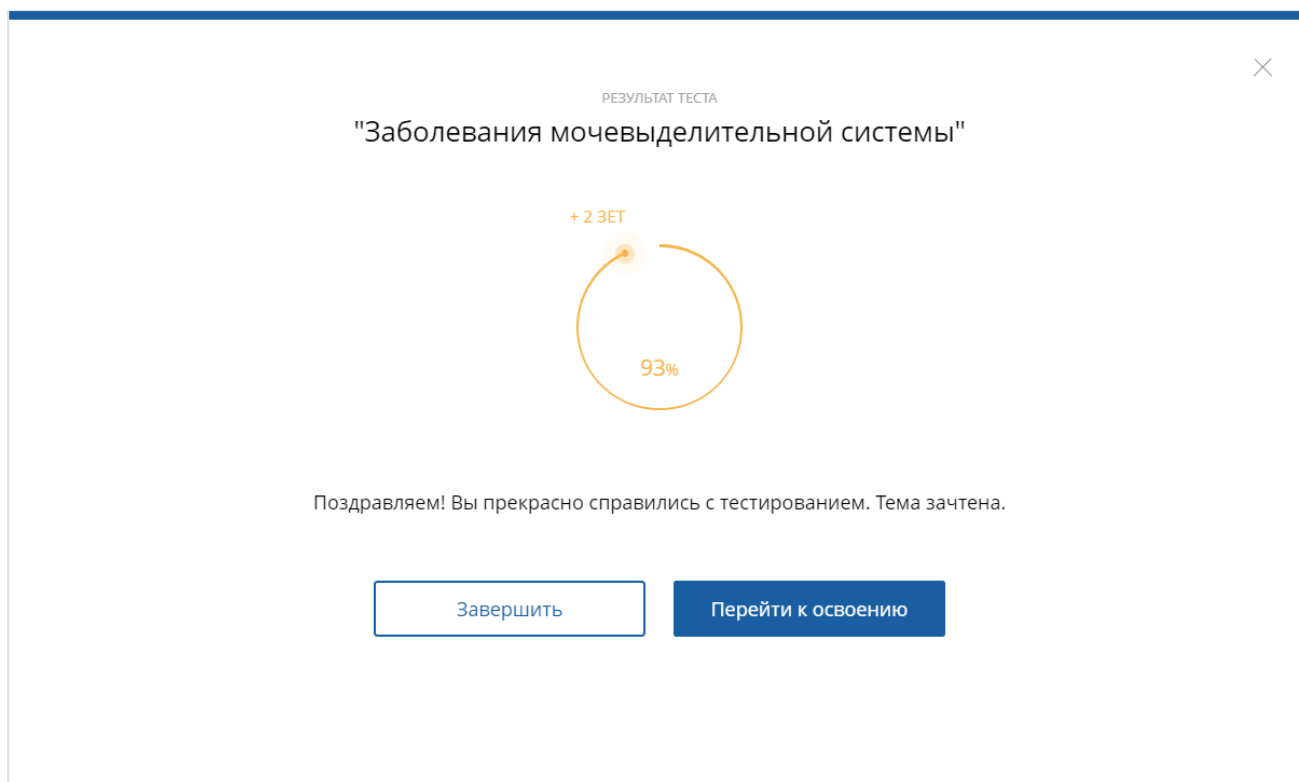 РЕЗУЛЬТАТ ТЕСТА
"Заболевания мочевыделительной системы"
+ 2 ЗЕТ
93%
Поздравляем! Вы прекрасно справились с тестированием. Тема зачтена.
Завершить
Перейти к освоению